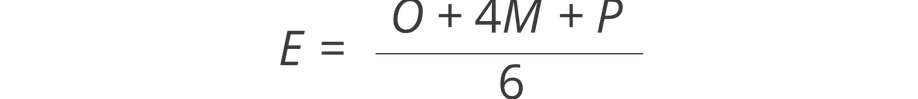 O + 4M + P
E =
6